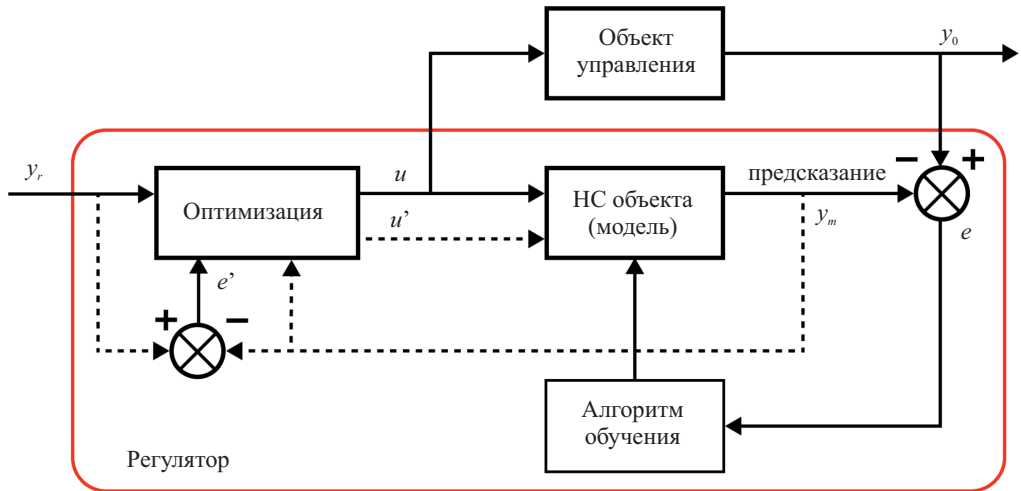 Объект
управления
y₀
yᵣ
u
u’
Оптимизация
НС объекта
(модель)
предсказание
yₘ
− +
e
e’
+ −
Алгоритм
обучения
Регулятор